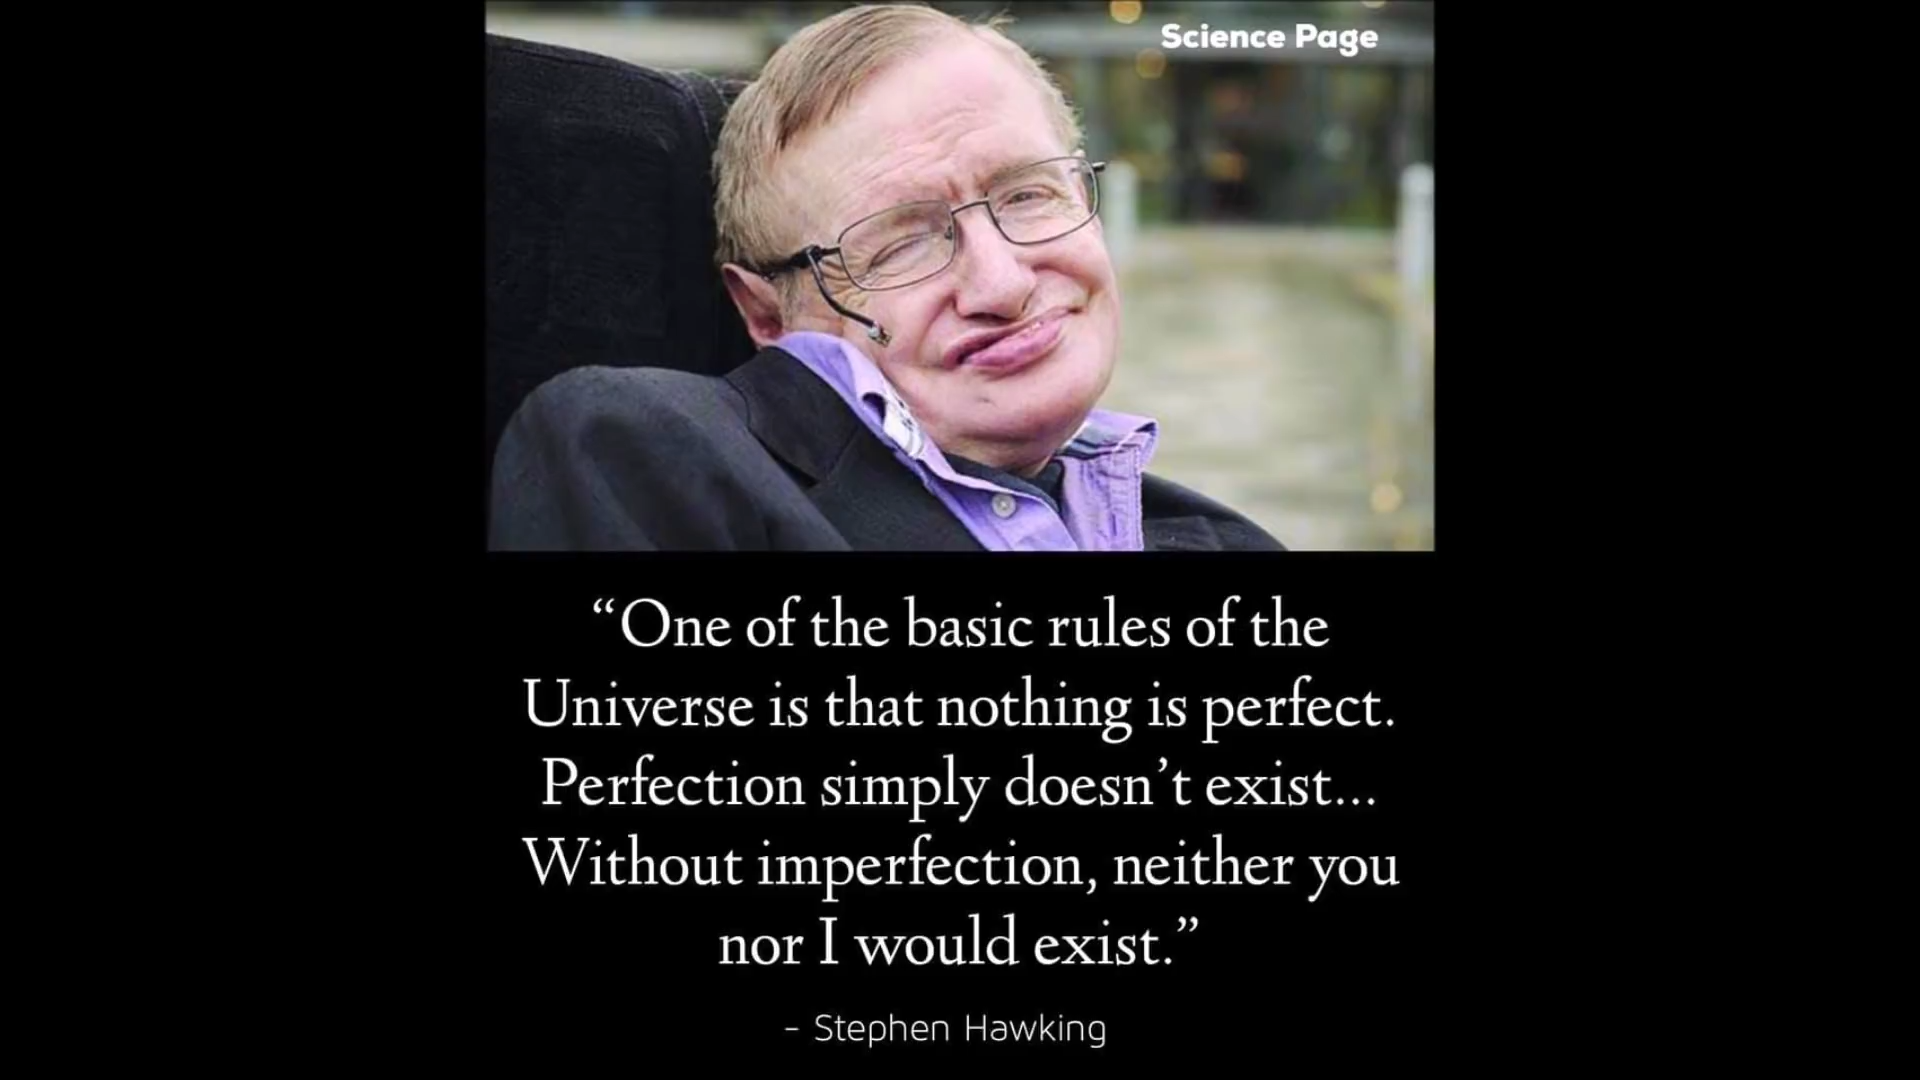 Science Page
“One of the basic rules of the
Universe is that nothing is perfect.
Perfection simply doesn’t exist...
Without imperfection, neither you
nor I would exist.”
– Stephen Hawking